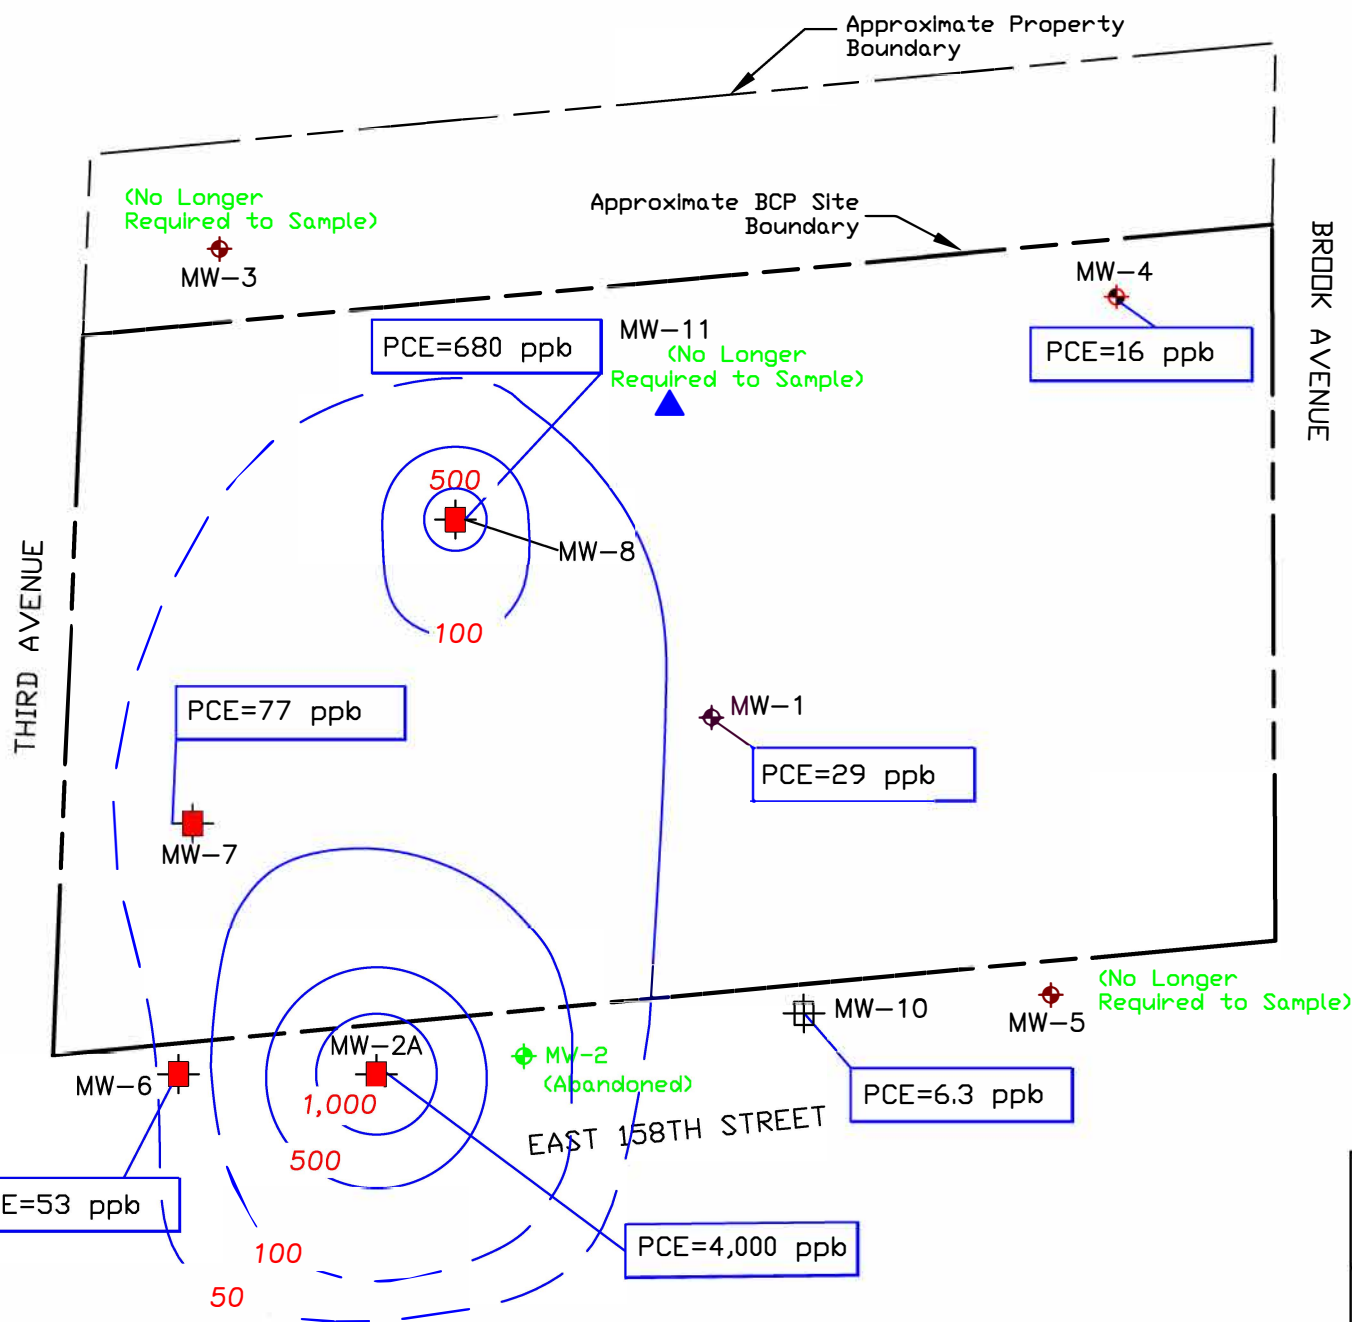 Approximate Property
Boundary
(No Longer
Required to Sample)
MW-3
Approximate BCP Site
Boundary
MW-4
PCE=16 ppb
BROOK AVENUE
PCE=680 ppb
MW-11
(No Longer
Required to Sample)
500
MW-8
100
THIRD AVENUE
PCE=77 ppb
MW-7
MW-1
PCE=29 ppb
(No Longer
Required to Sample)
MW-5
MW-10
PCE=6.3 ppb
MW-2A
MW-2
(Abandoned)
MW-6
1,000
EAST 158TH STREET
500
E=53 ppb
PCE=4,000 ppb
100
50